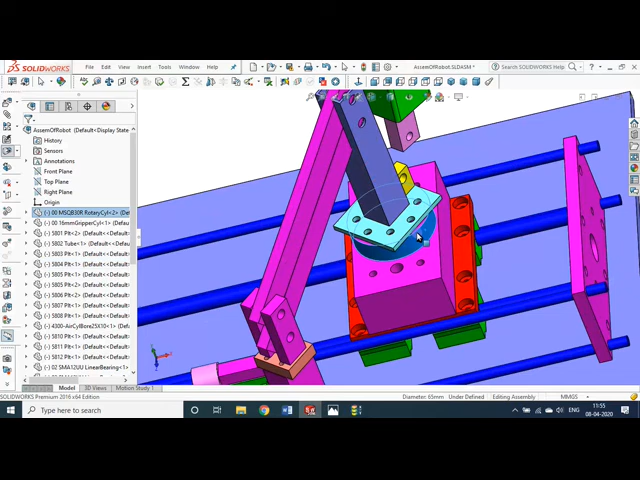 SOLIDWORKS File Edit View Insert Tools Window AssemOfRobot.SLDASM * Search SOLIDWORKS Help
AssemOfRobot (Default<Display State
History
Sensors
Annotations
Front Plane
Top Plane
Right Plane
Origin
(-) 00 MSQB30R RotaryCyl<2> (Def
(-) 00 16mmGripperCyl<1> (Defau
(-) 5801 Plt<2> (Default<<Default
(-) 5802 Tube<1> (Default<<Defa
(-) 5803 Plt<1> (Default<<Default
(-) 5804 Plt<1> (Default<<Default
(-) 5805 Plt<1> (Default<<Default
(-) 5806 Plt<1> (Default<<Default
(-) 5807 Plt<1> (Default<<Default
(-) 5808 Plt<1> (Default<<Default
(-) 4300-AirCylBore25X10<1> (Def
(-) 5810 Plt<1> (Default<<Default
(-) 5811 Plt<1> (Default<<Default
(-) 5812 Plt<1> (Default<<Default
(-) 02 SMA12UU LinearBearing<1>
Model 3D Views Motion Study 1
SOLIDWORKS Premium 2016 x64 Edition Diameter: 65mm Under Defined Editing Assembly MMGS
Type here to search ENG 11:55
08-04-2020